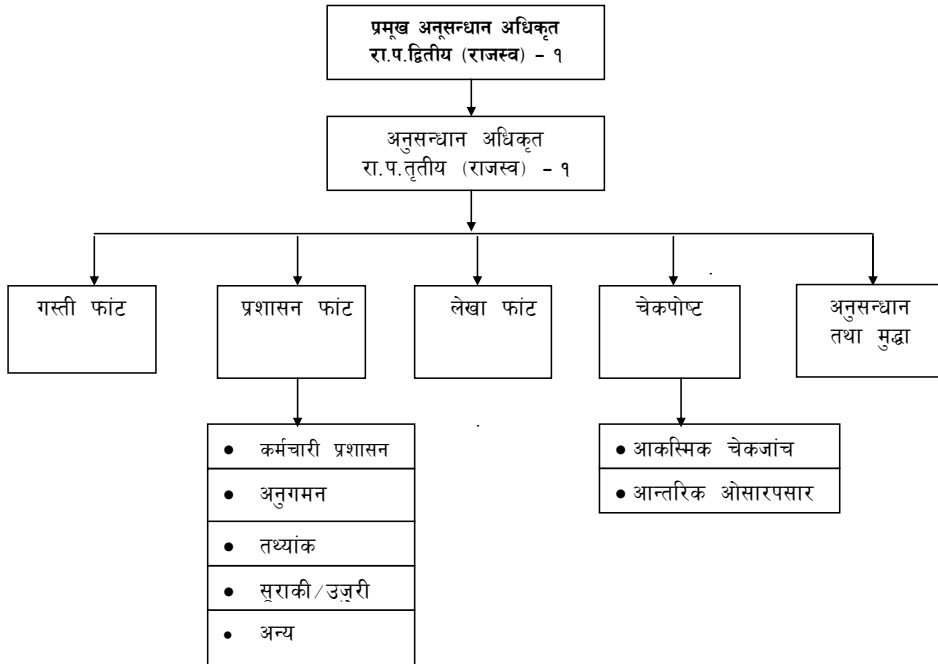 प्रमूख अनूसन्धान अधिकृत
रा.प.द्वितीय (राजस्व) - १
अनुसन्धान अधिकृत
रा.प.तृतीय (राजस्व) - १
गस्ती फांट
प्रशासन फांट
लेखा फांट
चेकपोष्ट
अनुसन्धान
तथा मुद्धा
● कर्मचारी प्रशासन
● अनुगमन
● तथ्यांक
● सूराकी/उजूरी
● अन्य
● आकस्मिक चेकजांच
● आन्तरिक ओसारपसार